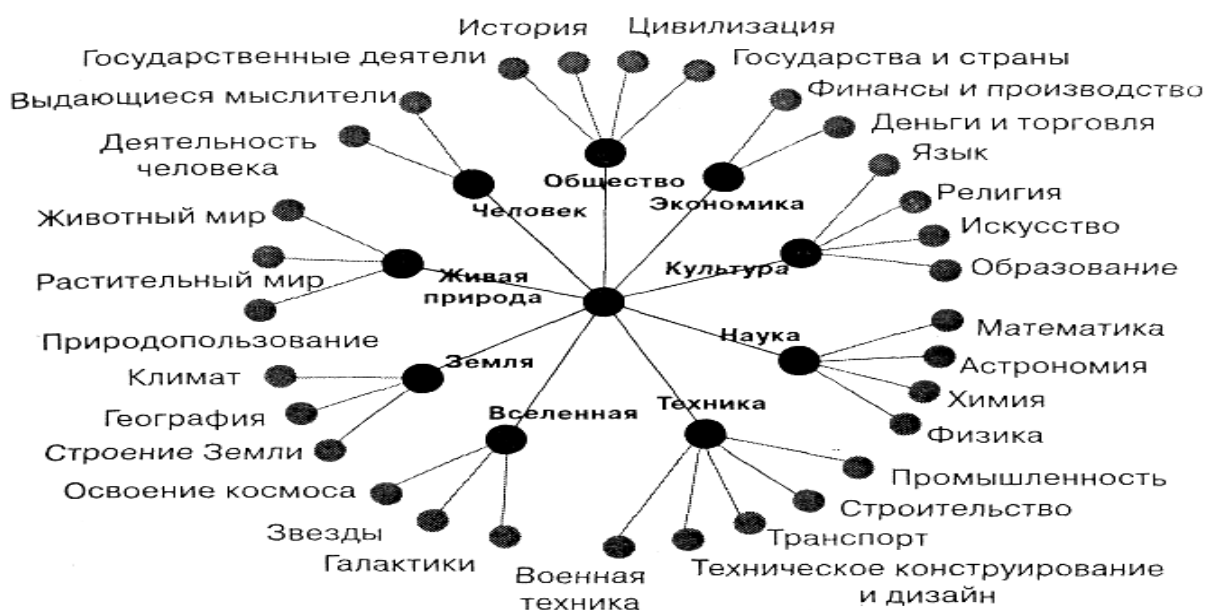 История
Цивилизация
Государственные деятели
Государства и страны
Выдающиеся мыслители
Финансы и производство
Деятельность
человека
Деньги и торговля
Язык
Общество
Экономика
Человек
Религия
Животный мир
Искусство
Культура
Образование
Растительный мир
Живая
природа
Природопользование
Наука
Математика
Земля
Астрономия
Климат
Химия
География
Вселенная
Техника
Физика
Строение Земли
Промышленность
Освоение космоса
Строительство
Звезды
Транспорт
Галактики
Военная
техника
Техническое конструирование
и дизайн